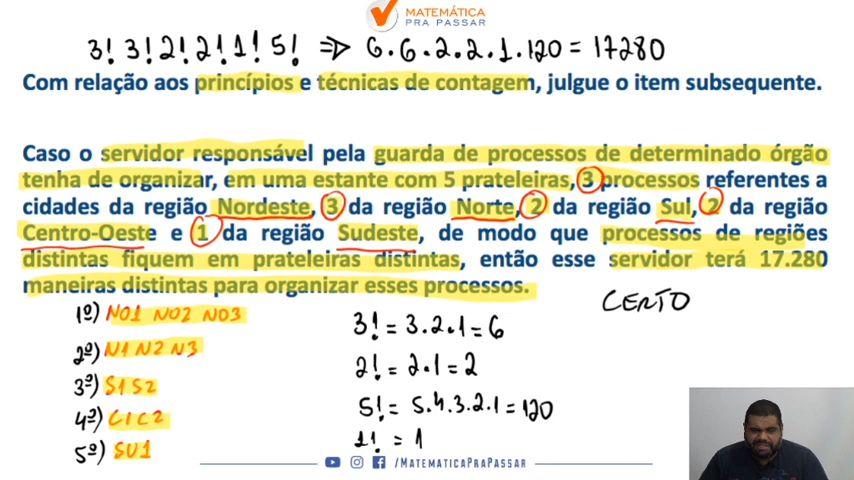 MATEMÁTICA
PRA PASSAR
3! 3! 2! 2! 1! 5! ⇒ 6.6.2.2.1.120 = 17280
Com relação aos princípios e técnicas de contagem, julgue o item subsequente.
Caso o servidor responsável pela guarda de processos de determinado órgão
tenha de organizar, em uma estante com 5 prateleiras, 3 processos referentes a
cidades da região Nordeste, 3 da região Norte, 2 da região Sul, 2 da região
Centro-Oeste e 1 da região Sudeste, de modo que processos de regiões
distintas fiquem em prateleiras distintas, então esse servidor terá 17.280
maneiras distintas para organizar esses processos.
CERTO
1º) NO1 NO2 NO3
2º) N1 N2 N3
3º) S1 S2
4º) C1 C2
5º) SU1
3! = 3.2.1 = 6
2! = 2.1 = 2
5! = 5.4.3.2.1 = 120
1! = 1
/MATEMATICAPRAPASSAR